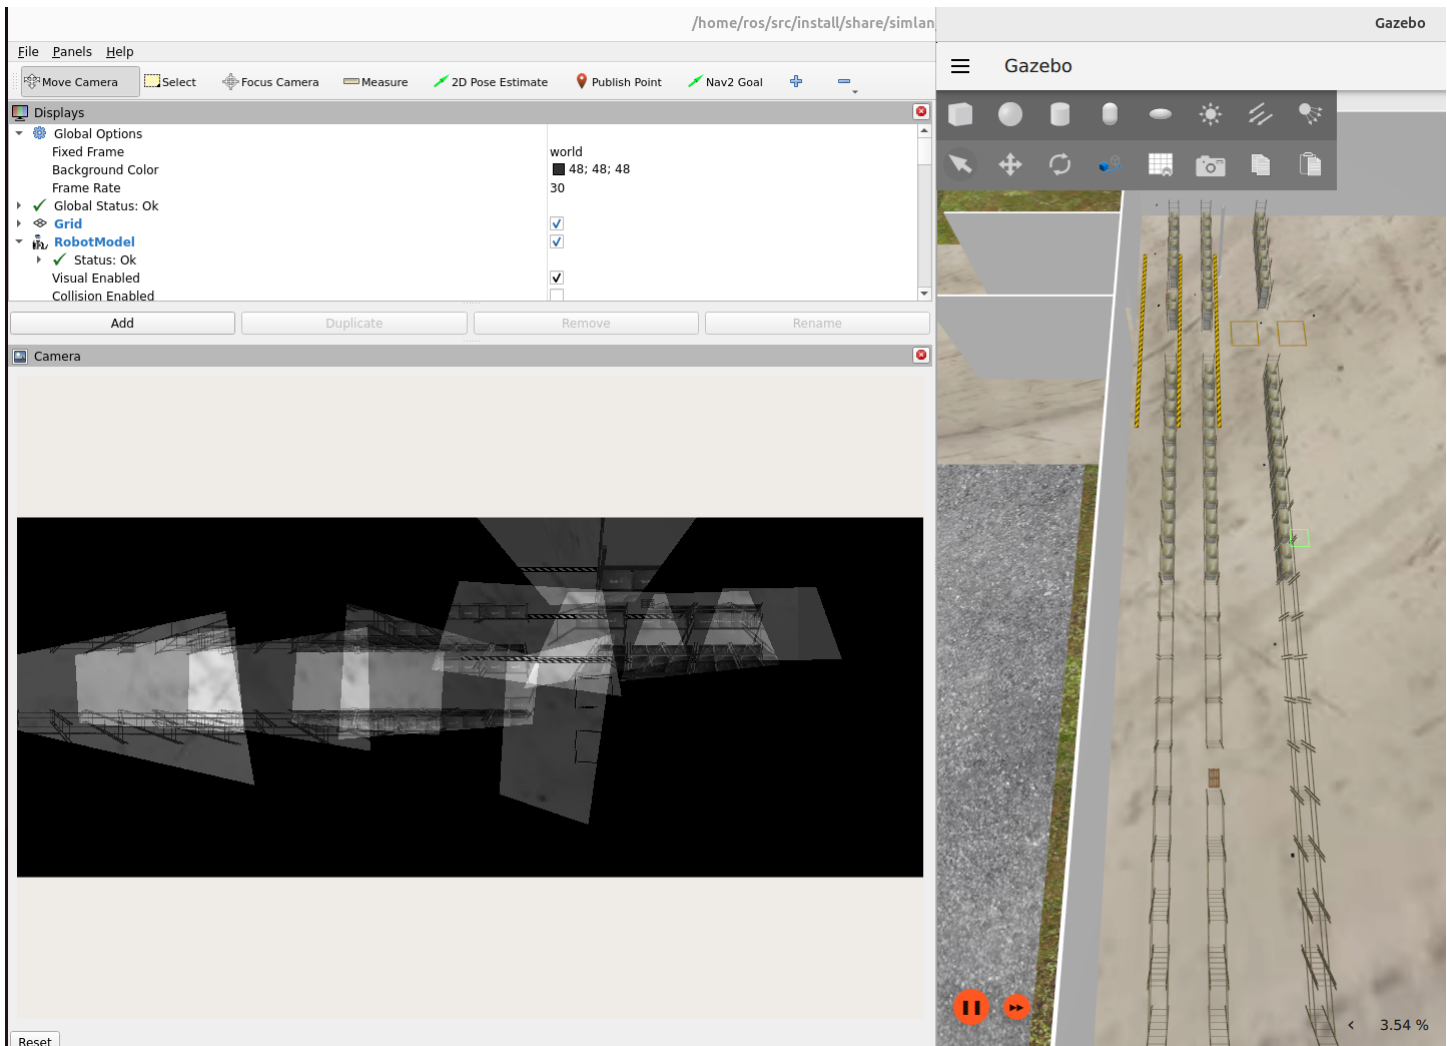 /home/ros/src/install/share/simlan
Gazebo
File Panels Help
Gazebo
Move Camera Select Focus Camera Measure 2D Pose Estimate Publish Point Nav2 Goal
Displays
Global Options
Fixed Frame world
Background Color 48; 48; 48
Frame Rate 30
Global Status: Ok
Grid
RobotModel
Status: Ok
Visual Enabled
Collision Enabled
Add Duplicate Remove Rename
Camera
Reset
3.54 %